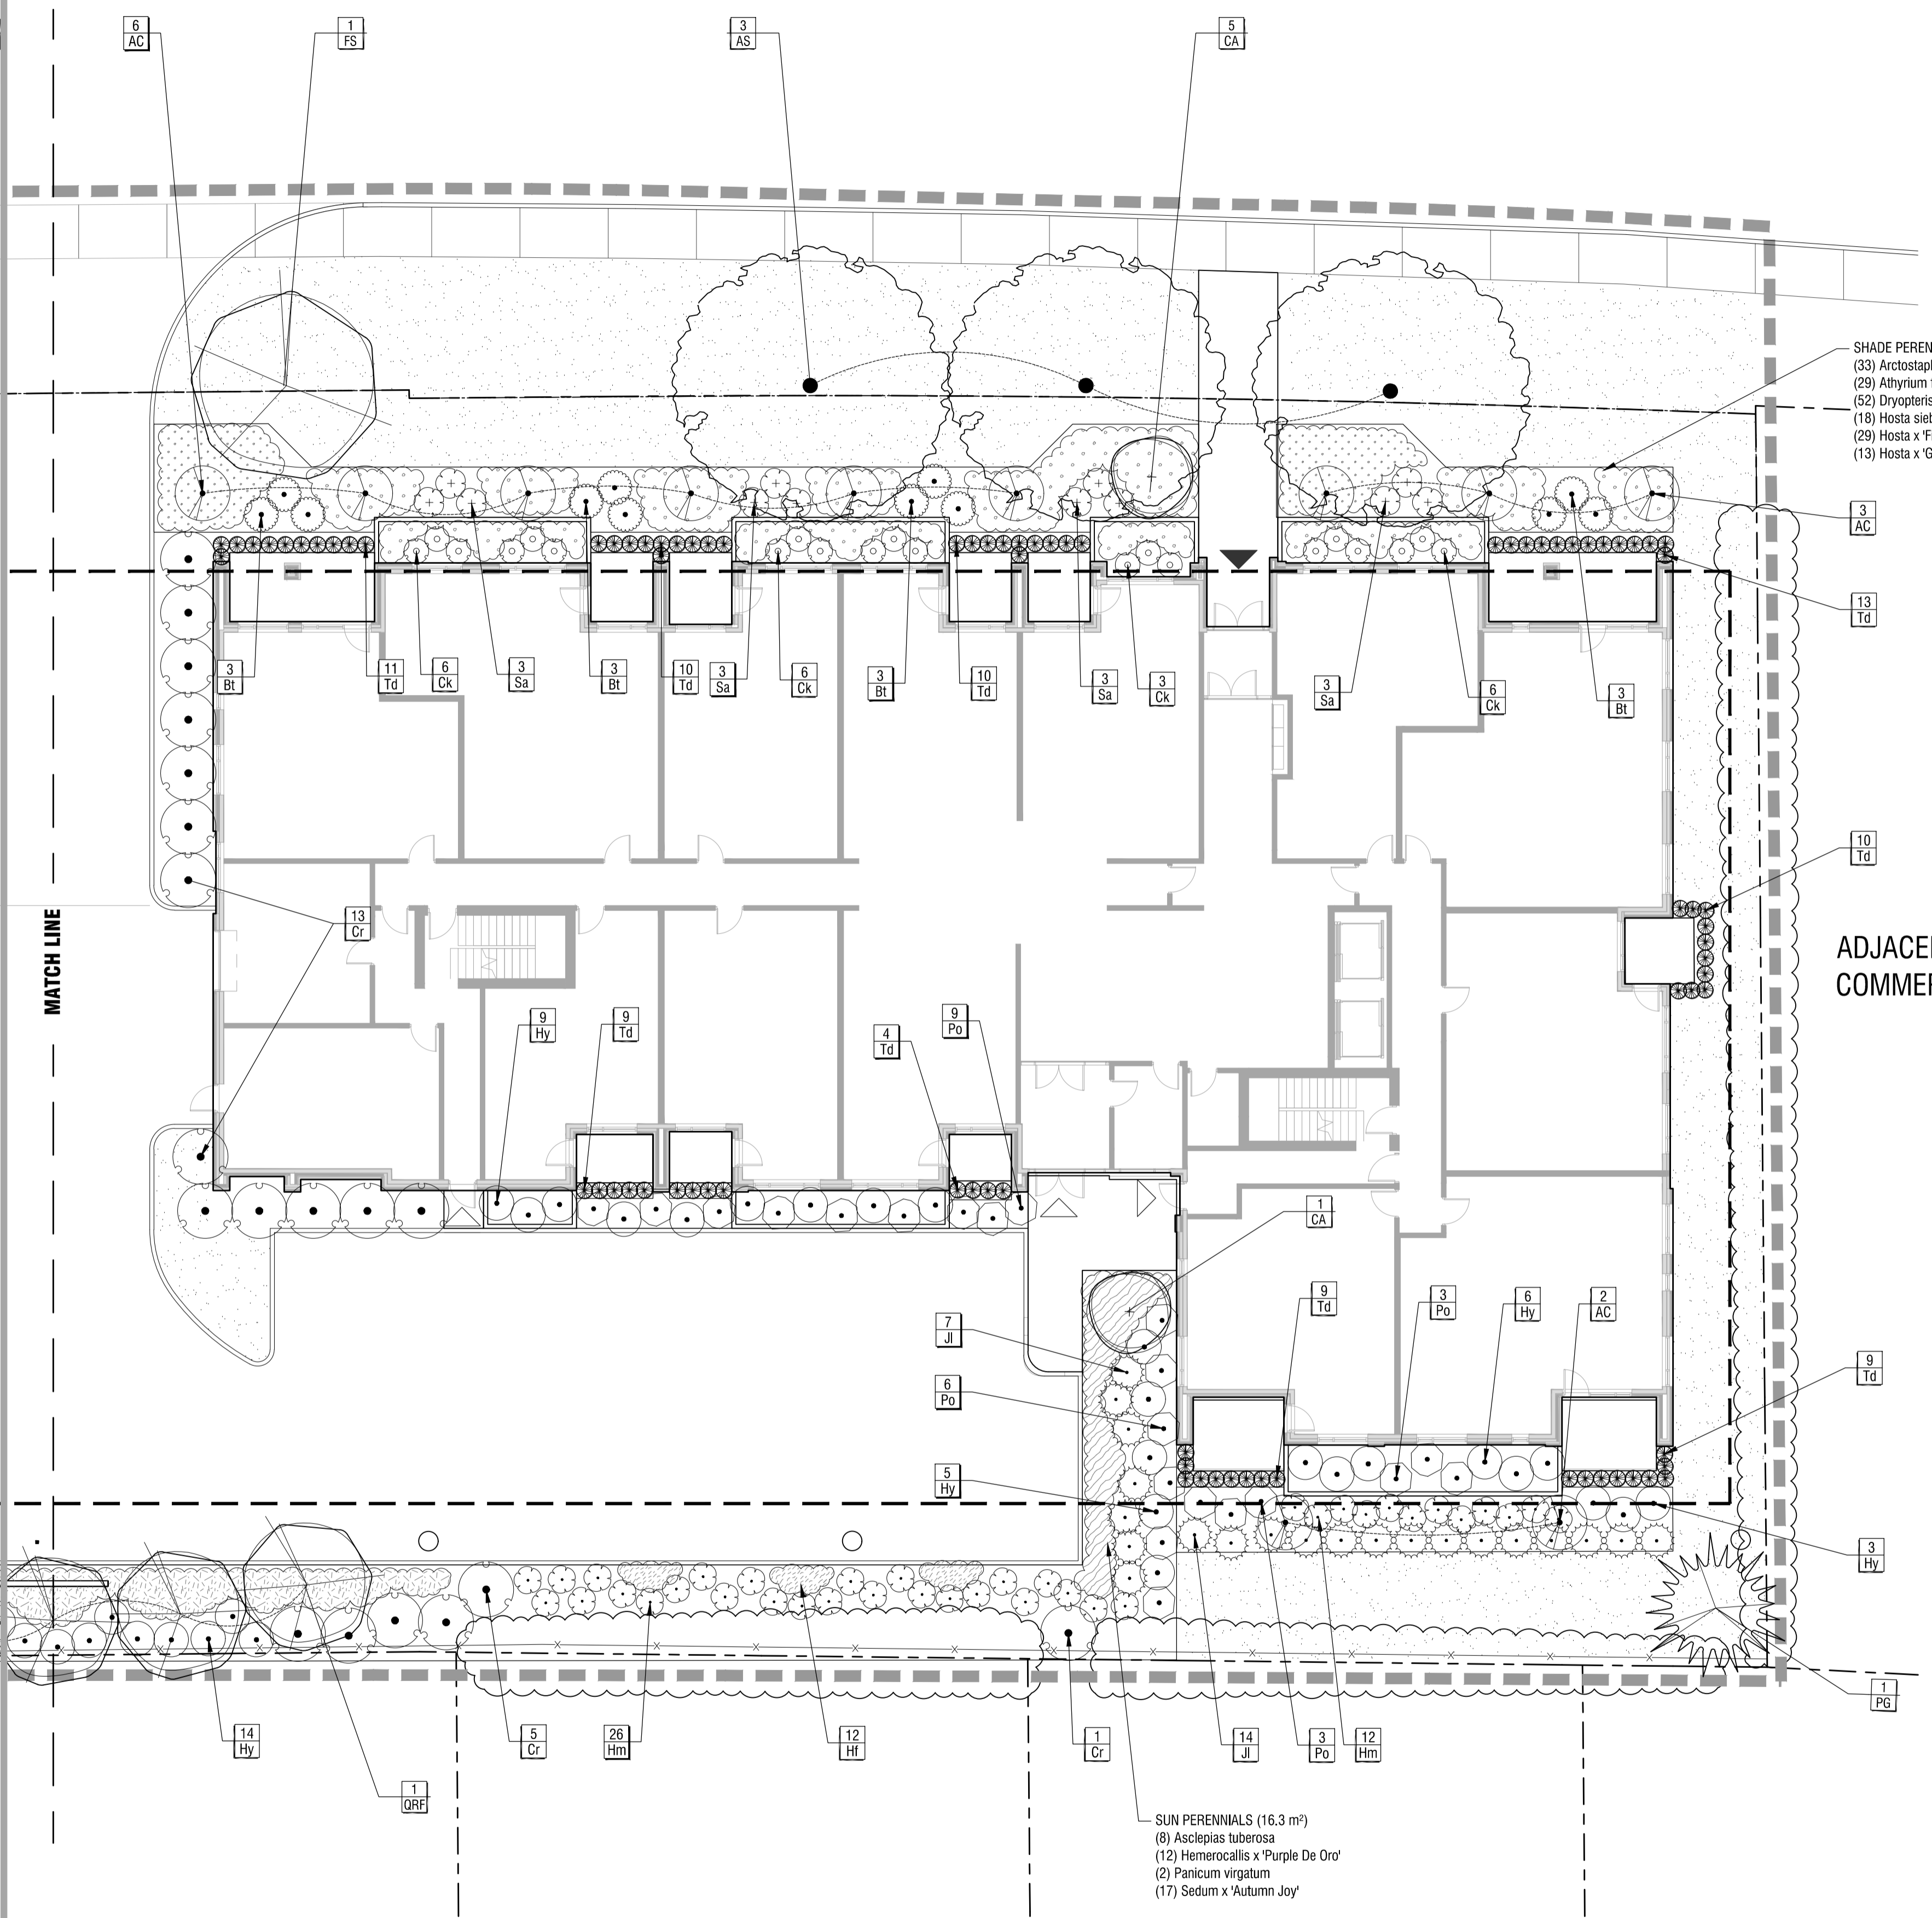 6
AC
1
FS
3
AS
5
CA
SHADE PEREN
(33) Arctostapl
(29) Athyrium
(52) Dryopteris
(18) Hosta siel
(29) Hosta x 'F
(13) Hosta x 'G
3
AC
13
Td
3
Bt
11
Td
6
Ck
3
Sa
3
Bt
10
Td
3
Sa
6
Ck
3
Bt
10
Td
3
Sa
3
Ck
3
Sa
6
Ck
3
Bt
10
Td
MATCH LINE
13
Cr
ADJACE
COMMER
9
Hy
9
Td
4
Td
9
Po
1
CA
7
Jl
9
Td
3
Po
6
Hy
2
AC
6
Po
9
Td
5
Hy
3
Hy
1
PG
14
Hy
5
Cr
26
Hm
12
Hf
1
Cr
14
Jl
3
Po
12
Hm
1
QRF
SUN PERENNIALS (16.3 m²)
(8) Asclepias tuberosa
(12) Hemerocallis x 'Purple De Oro'
(2) Panicum virgatum
(17) Sedum x 'Autumn Joy'